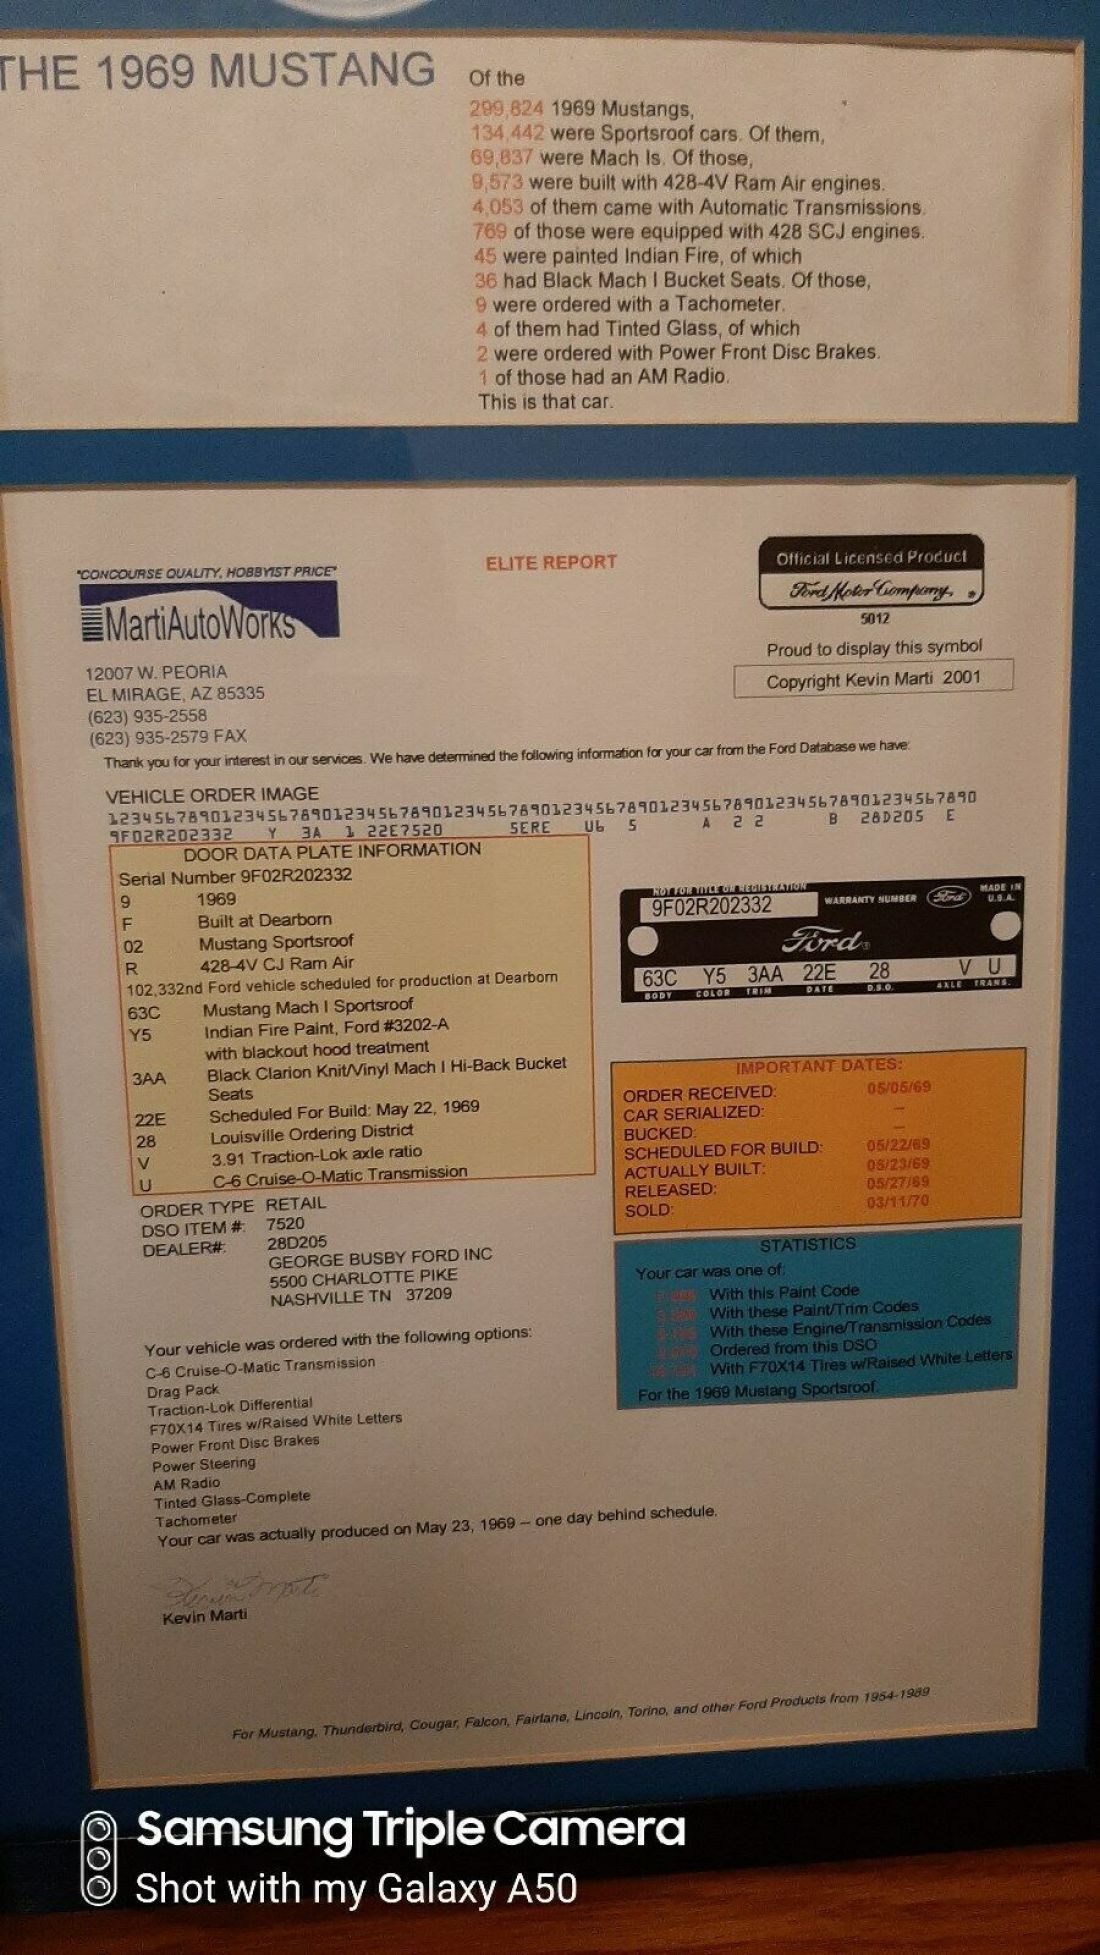 THE 1969 MUSTANG
Of the
299,824 1969 Mustangs,
134,442 were Sportsroof cars. Of them,
69,837 were Mach Is. Of those,
9,573 were built with 428-4V Ram Air engines.
4,053 of them came with Automatic Transmissions.
769 of those were equipped with 428 SCJ engines.
45 were painted Indian Fire, of which
36 had Black Mach I Bucket Seats. Of those,
9 were ordered with a Tachometer.
4 of them had Tinted Glass, of which
2 were ordered with Power Front Disc Brakes.
1 of those had an AM Radio.
This is that car.
"CONCOURSE QUALITY, HOBBYIST PRICE"
MartiAutoWorks
12007 W. PEORIA
EL MIRAGE, AZ 85335
(623) 935-2558
(623) 935-2579 FAX
ELITE REPORT
Official Licensed Product
Ford Motor Company,
5012
Proud to display this symbol
Copyright Kevin Marti 2001
Thank you for your interest in our services. We have determined the following information for your car from the Ford Database we have:
VEHICLE ORDER IMAGE
12345678901234567890123456789012345678901234567890123456789012345678901234567890
9F02R202332 Y 3A 1 22E7520 5ERE U6 5 A 2 2 B 28D205 E
DOOR DATA PLATE INFORMATION
Serial Number 9F02R202332
9 1969
F Built at Dearborn
02 Mustang Sportsroof
R 428-4V CJ Ram Air
102,332nd Ford vehicle scheduled for production at Dearborn
63C Mustang Mach I Sportsroof
Y5 Indian Fire Paint, Ford #3202-A
with blackout hood treatment
3AA Black Clarion Knit/Vinyl Mach I Hi-Back Bucket
Seats
22E Scheduled For Build: May 22, 1969
28 Louisville Ordering District
V 3.91 Traction-Lok axle ratio
U C-6 Cruise-O-Matic Transmission
NOT FOR TITLE OR REGISTRATION
9F02R202332 WARRANTY NUMBER Ford MADE IN
U.S.A.
Ford
63C Y5 3AA 22E 28 V U
BODY COLOR TRIM DATE D.S.O. AXLE TRANS.
IMPORTANT DATES:
ORDER RECEIVED: 05/05/69
CAR SERIALIZED: –
BUCKED: –
SCHEDULED FOR BUILD: 05/22/69
ACTUALLY BUILT: 05/23/69
RELEASED: 05/27/69
SOLD: 03/11/70
ORDER TYPE RETAIL
DSO ITEM #: 7520
DEALER#: 28D205
GEORGE BUSBY FORD INC
5500 CHARLOTTE PIKE
NASHVILLE TN 37209
STATISTICS
Your car was one of:
With this Paint Code
With these Paint/Trim Codes
With these Engine/Transmission Codes
Ordered from this DSO
With F70X14 Tires w/Raised White Letters
For the 1969 Mustang Sportsroof.
Your vehicle was ordered with the following options:
C-6 Cruise-O-Matic Transmission
Drag Pack
Traction-Lok Differential
F70X14 Tires w/Raised White Letters
Power Front Disc Brakes
Power Steering
AM Radio
Tinted Glass-Complete
Tachometer
Your car was actually produced on May 23, 1969 -- one day behind schedule.
Kevin Marti
Kevin Marti
For Mustang, Thunderbird, Cougar, Falcon, Fairlane, Lincoln, Torino, and other Ford Products from 1954-1989
Samsung Triple Camera
Shot with my Galaxy A50